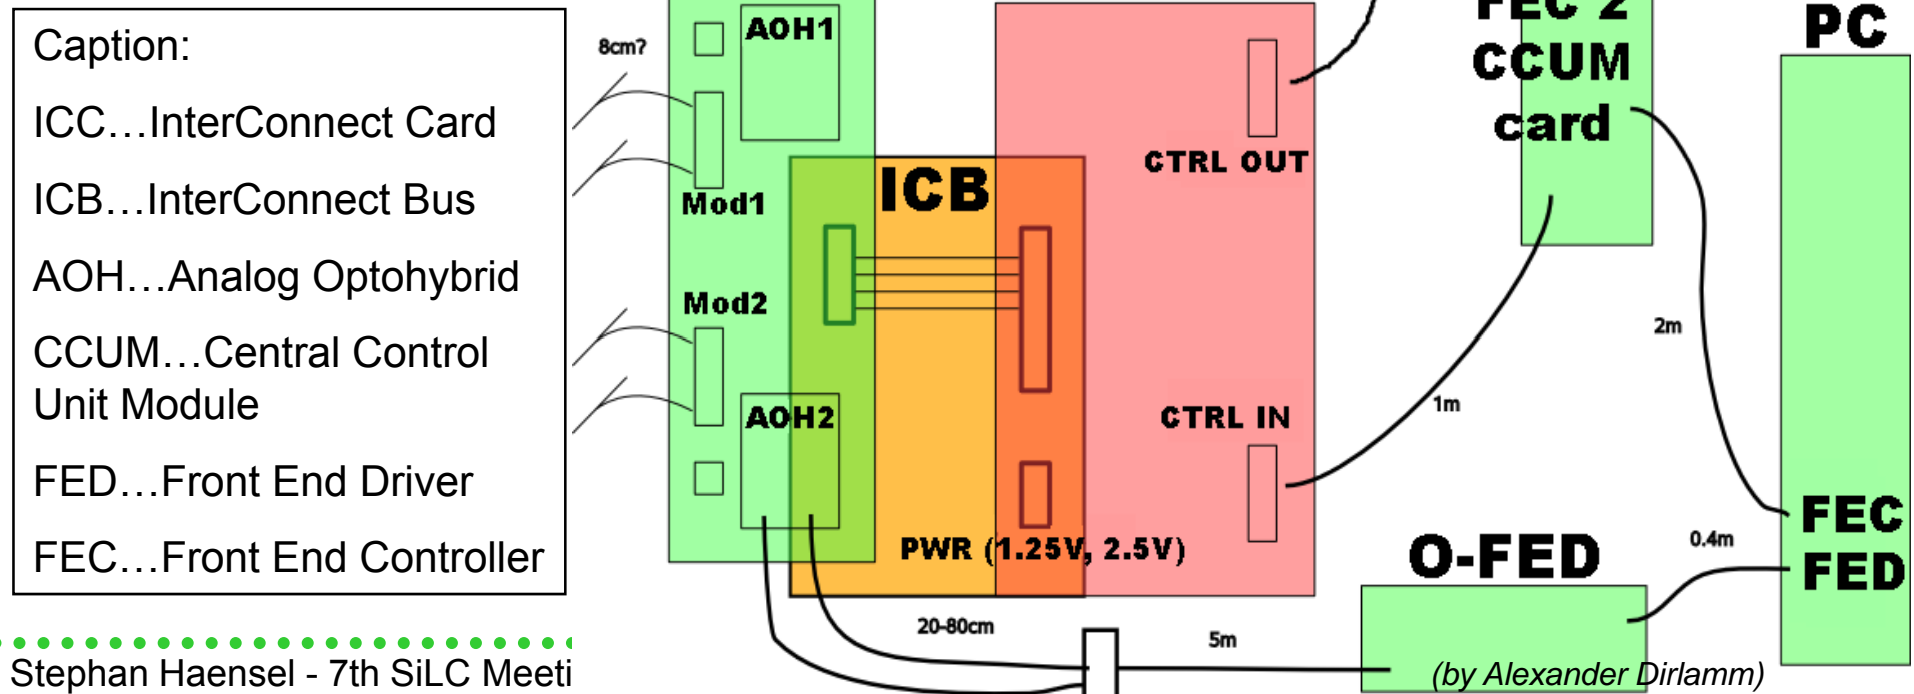 Caption:
ICC…InterConnect Card
ICB…InterConnect Bus
AOH…Analog Optohybrid
CCUM…Central Control
Unit Module
FED…Front End Driver
FEC…Front End Controller
8cm?
AOH1
Mod1
Mod2
AOH2
ICB
PWR (1.25V, 2.5V)
CTRL OUT
CTRL IN
FEC 2
CCUM
card
PC
2m
1m
FEC
FED
0.4m
O-FED
20-80cm
5m
Stephan Haensel - 7th SiLC Meeti
(by Alexander Dirlamm)